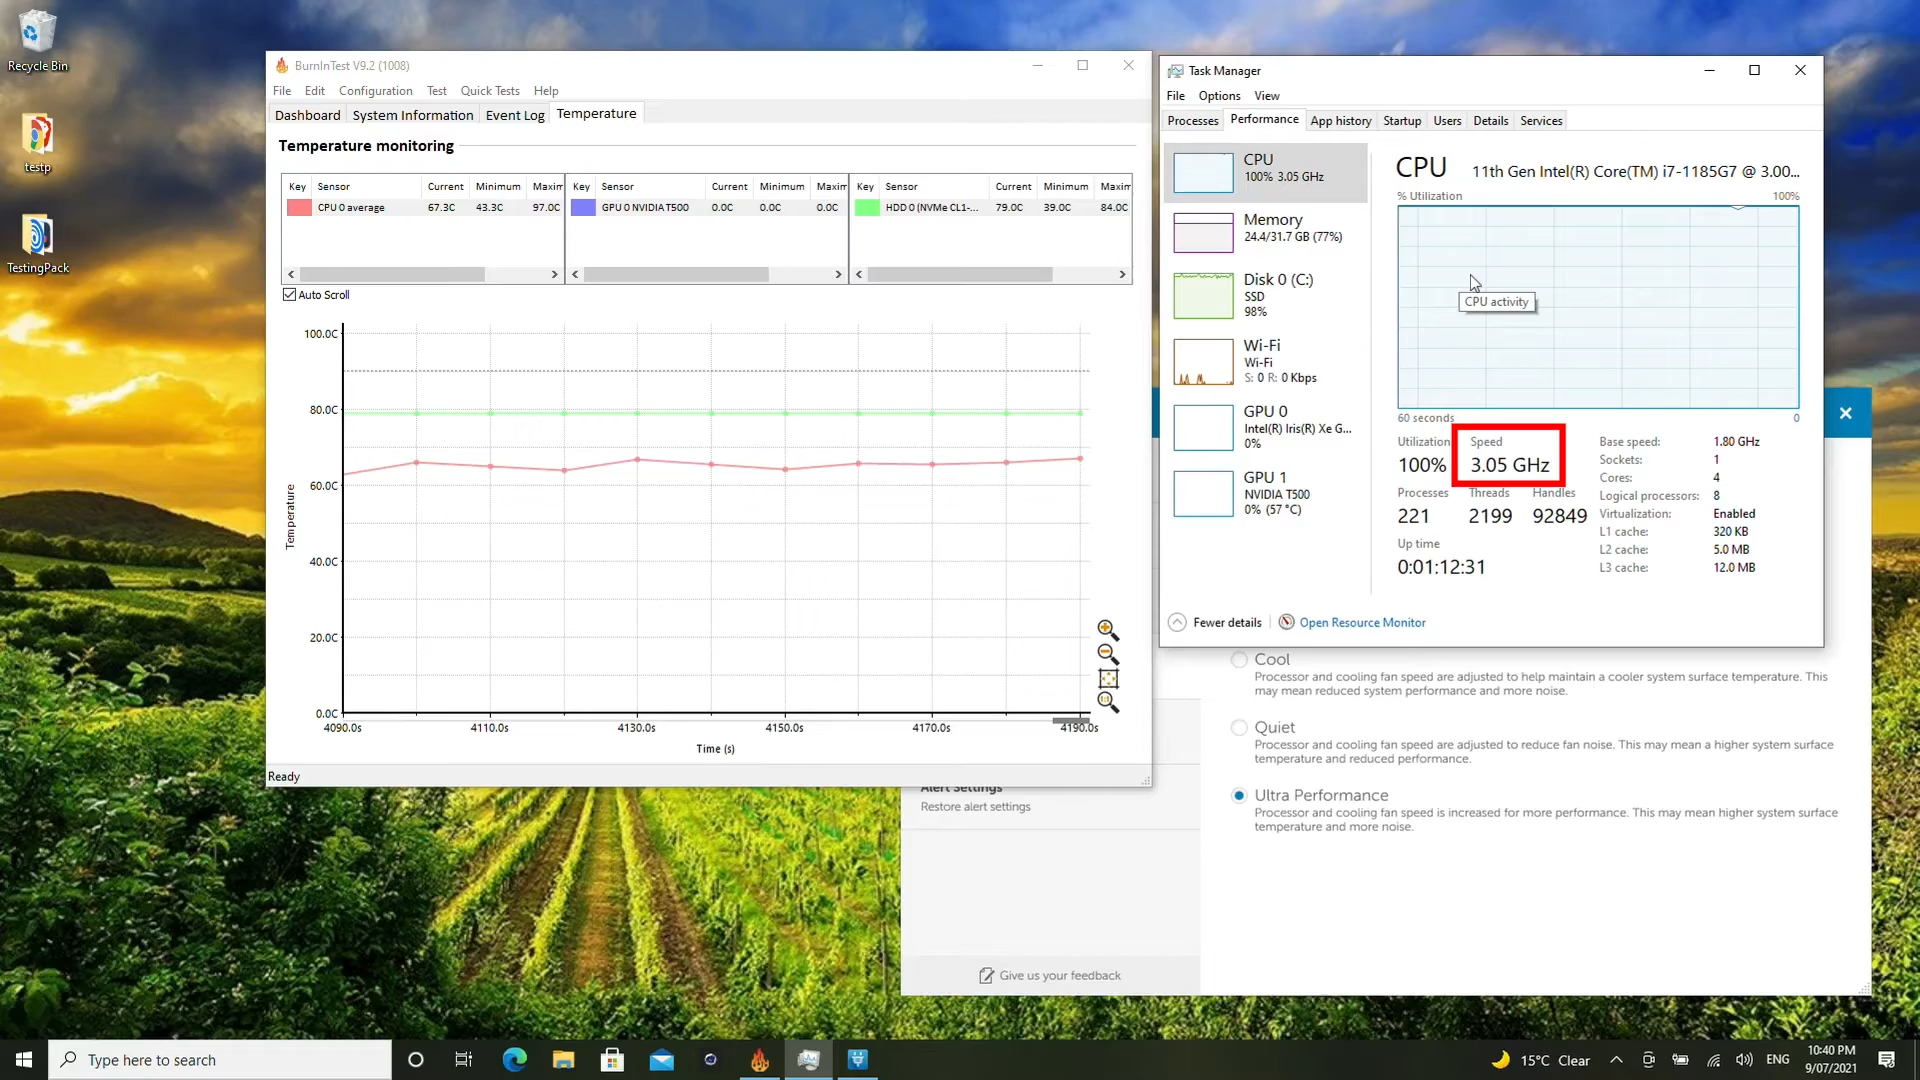 Recycle Bin
testp
TestingPack
BurnInTest V9.2 (1008)
File Edit Configuration Test Quick Tests Help
Dashboard System Information Event Log Temperature
Temperature monitoring
Key Sensor Current Minimum Maxim
CPU 0 average 67.3C 43.3C 97.0C
Key Sensor Current Minimum Maxim
GPU 0 NVIDIA T500 0.0C 0.0C 0.0C
Key Sensor Current Minimum Maxim
HDD 0 (NVMe CL1-... 79.0C 39.0C 84.0C
Auto Scroll
100.0C
80.0C
60.0C
40.0C
20.0C
0.0C
Temperature
4090.0s 4110.0s 4130.0s 4150.0s 4170.0s 4190.0s
Time (s)
Ready
Task Manager
File Options View
Processes Performance App history Startup Users Details Services
CPU
100% 3.05 GHz
Memory
24.4/31.7 GB (77%)
Disk 0 (C:)
SSD
98%
Wi-Fi
Wi-Fi
S: 0 R: 0 Kbps
GPU 0
Intel(R) Iris(R) Xe G...
0%
GPU 1
NVIDIA T500
0% (57 °C)
CPU 11th Gen Intel(R) Core(TM) i7-1185G7 @ 3.00...
% Utilization 100%
CPU activity
60 seconds 0
Utilization Speed
100% 3.05 GHz
Processes Threads Handles
221 2199 92849
Up time
0:01:12:31
Base speed: 1.80 GHz
Sockets: 1
Cores: 4
Logical processors: 8
Virtualization: Enabled
L1 cache: 320 KB
L2 cache: 5.0 MB
L3 cache: 12.0 MB
Fewer details Open Resource Monitor
Cool
Processor and cooling fan speed are adjusted to help maintain a cooler system surface temperature. This
may mean reduced system performance and more noise.
Quiet
Processor and cooling fan speed are adjusted to reduce fan noise. This may mean a higher system surface
temperature and reduced performance.
Ultra Performance
Processor and cooling fan speed is increased for more performance. This may mean higher system surface
temperature and more noise.
Alert Settings
Restore alert settings
Give us your feedback
Type here to search
15°C Clear
ENG
10:40 PM
9/07/2021